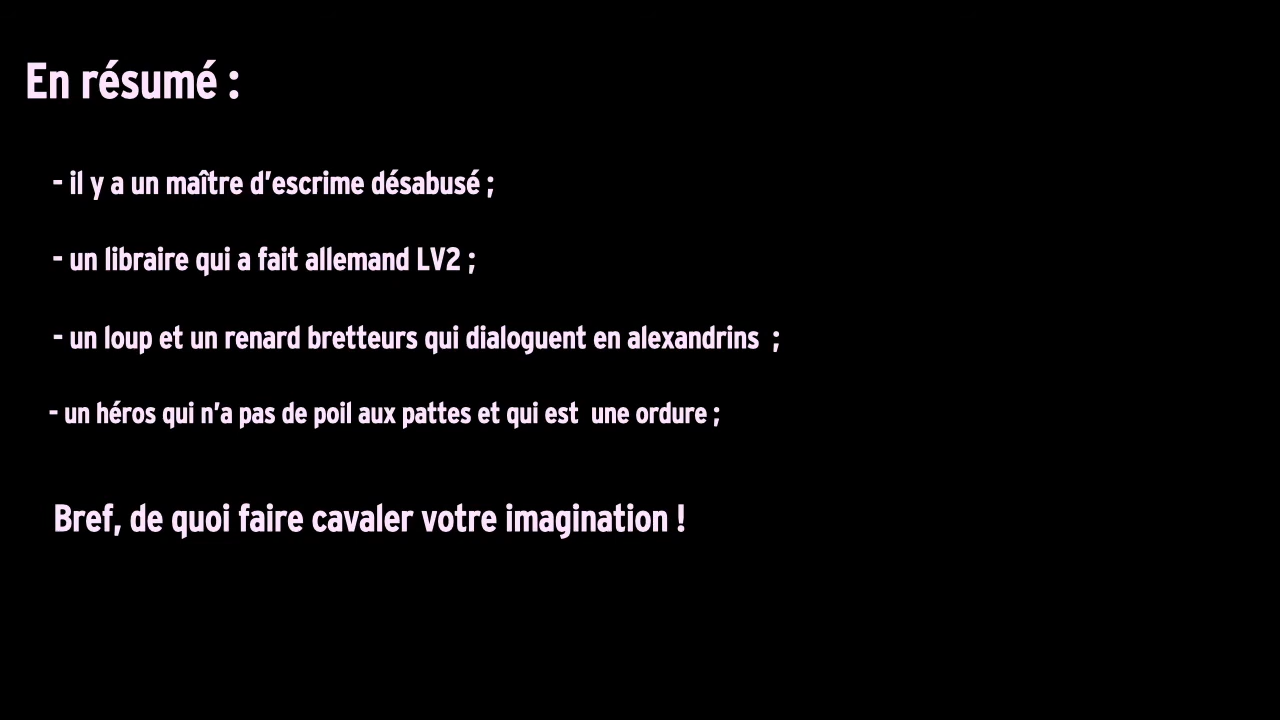 En résumé :
- il y a un maître d'escrime désabusé ;
- un libraire qui a fait allemand LV2 ;
- un loup et un renard bretteurs qui dialoguent en alexandrins  ;
- un héros qui n'a pas de poil aux pattes et qui est  une ordure ;
Bref, de quoi faire cavaler votre imagination !